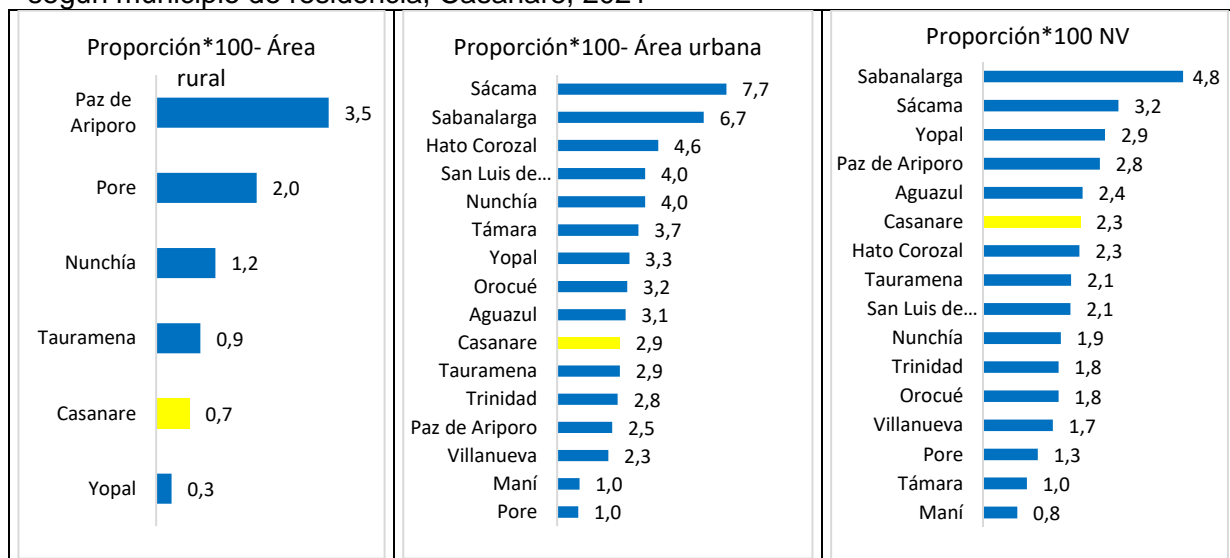 según municipio de residencia, Casanare, 2021
Proporción*100- Área
rural
Paz de
Ariporo
3,5
Pore
2,0
Nunchía
1,2
Tauramena
0,9
Casanare
0,7
Yopal
0,3
Proporción*100- Área urbana
Sácama
7,7
Sabanalarga
6,7
Hato Corozal
4,6
San Luis de...
4,0
Nunchía
4,0
Támara
3,7
Yopal
3,3
Orocué
3,2
Aguazul
3,1
Casanare
2,9
Tauramena
2,9
Trinidad
2,8
Paz de Ariporo
2,5
Villanueva
2,3
Maní
1,0
Pore
1,0
Proporción*100 NV
Sabanalarga
4,8
Sácama
3,2
Yopal
2,9
Paz de Ariporo
2,8
Aguazul
2,4
Casanare
2,3
Hato Corozal
2,3
Tauramena
2,1
San Luis de...
2,1
Nunchía
1,9
Trinidad
1,8
Orocué
1,8
Villanueva
1,7
Pore
1,3
Támara
1,0
Maní
0,8